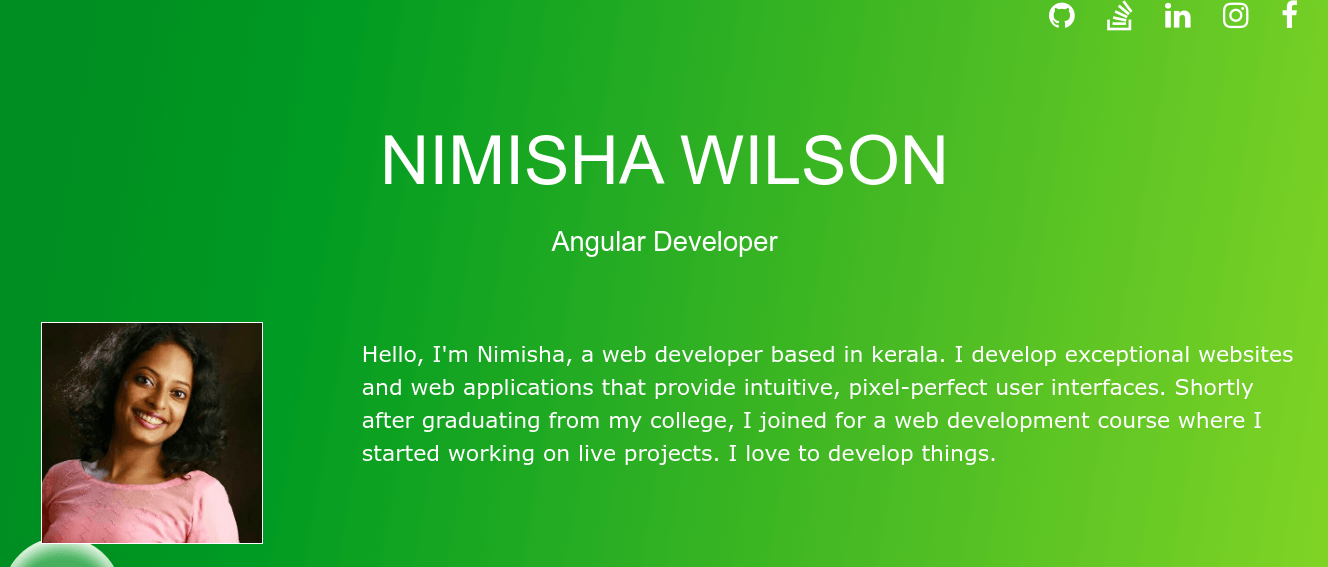 NIMISHA WILSON
Angular Developer
Hello, I'm Nimisha, a web developer based in kerala. I develop exceptional websites
and web applications that provide intuitive, pixel-perfect user interfaces. Shortly
after graduating from my college, I joined for a web development course where I
started working on live projects. I love to develop things.